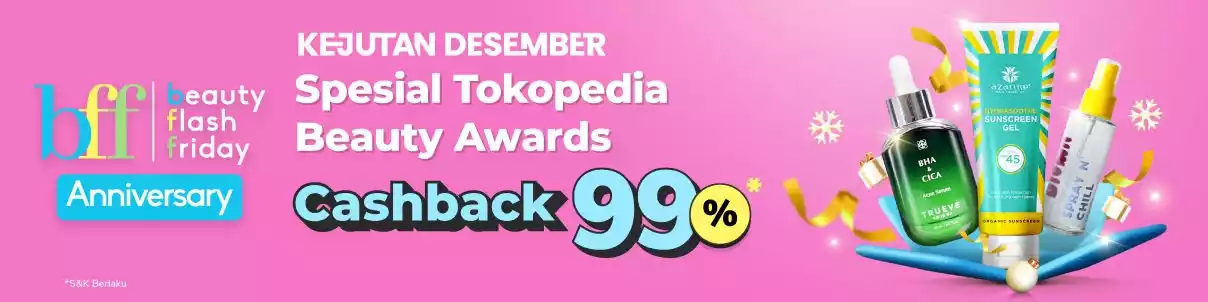 bff
beauty
flash
friday
Anniversary
KEJUTAN DESEMBER
Spesial Tokopedia
Beauty Awards
Cashback 99%*
*S&K Berlaku
BHA
&
CICA
Acne Serum
TRUEVE
azarine
HYDRASOOTHE
SUNSCREEN
GEL
45
ORGANIC SUNSCREEN
SPRAY N'
CHILL